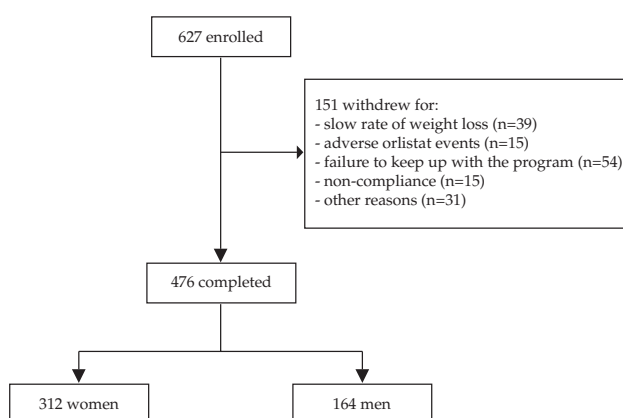 627 enrolled
151 withdrew for:
- slow rate of weight loss (n=39)
- adverse orlistat events (n=15)
- failure to keep up with the program (n=54)
- non-compliance (n=15)
- other reasons (n=31)
476 completed
312 women
164 men